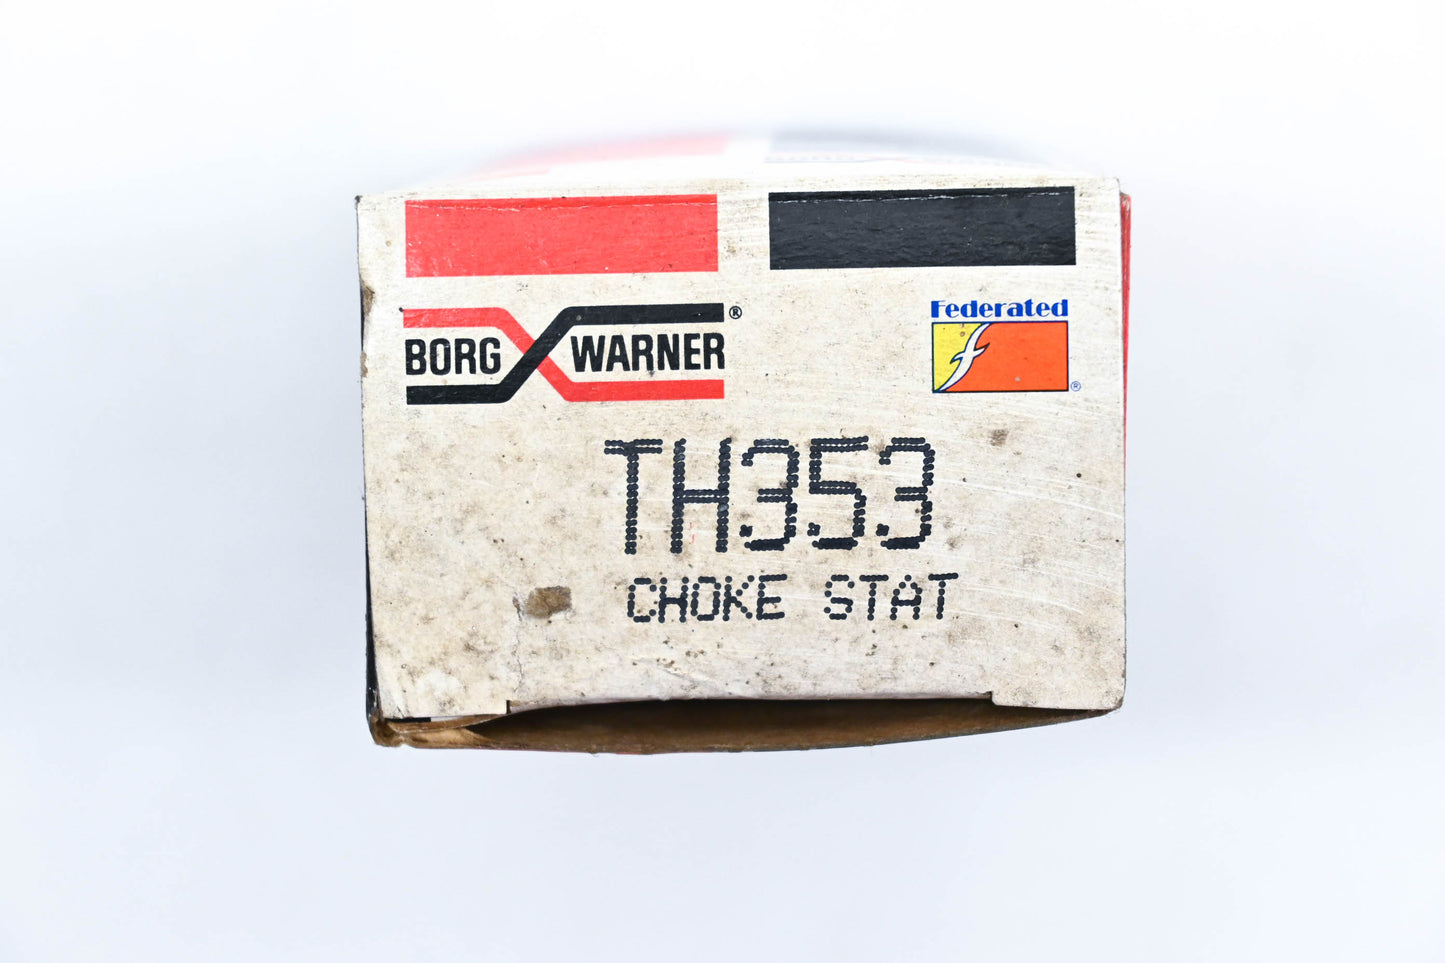 BORG WARNER®
Federated
f
®
TH353
CHOKE STAT